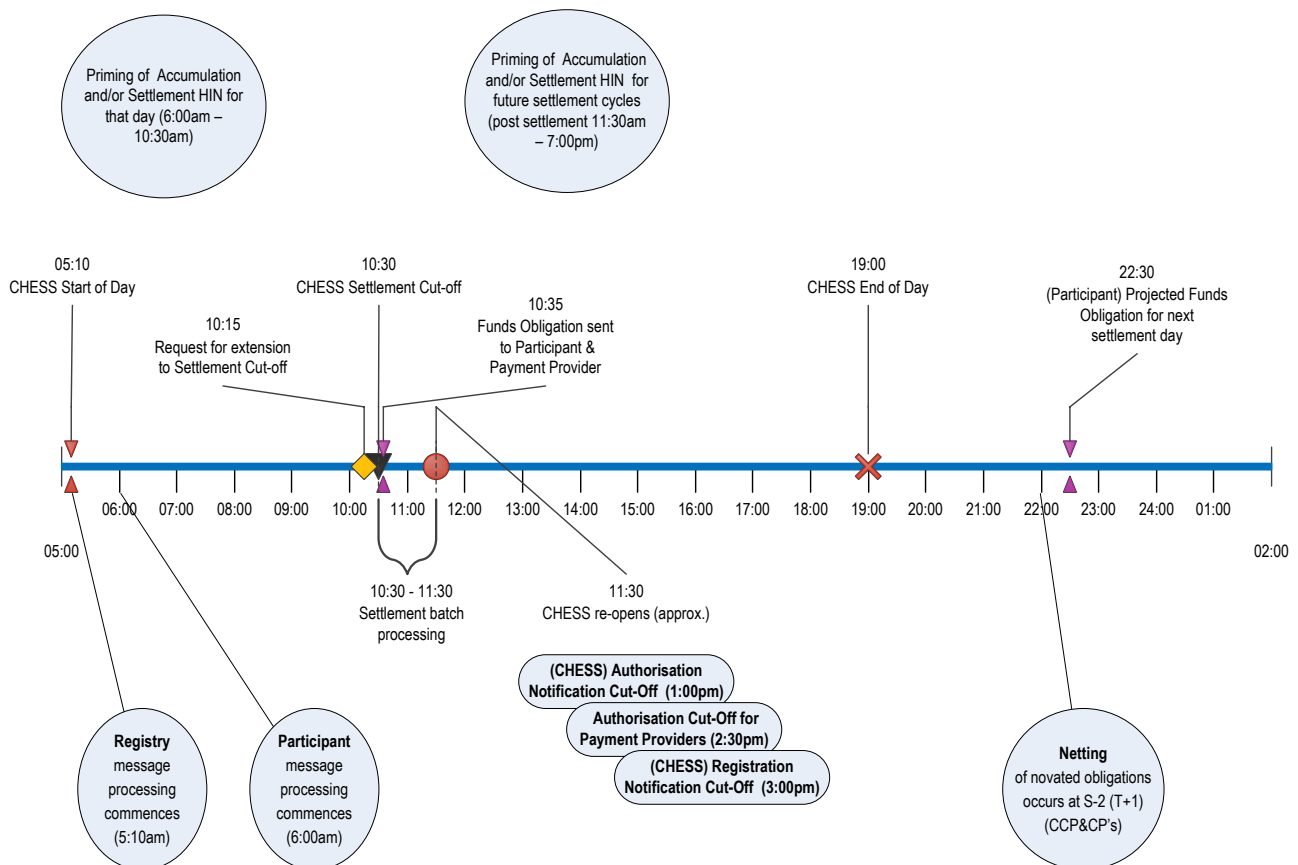 Priming of  Accumulation
and/or Settlement HIN for
that day (6:00am –
10:30am)
Priming of  Accumulation
and/or Settlement HIN  for
future settlement cycles
(post settlement 11:30am
– 7:00pm)
05:10
CHESS Start of Day
10:15
Request for extension
to Settlement Cut-off
10:30
CHESS Settlement Cut-off
10:35
Funds Obligation sent
to Participant &
Payment Provider
19:00
CHESS End of Day
22:30
(Participant) Projected Funds
Obligation for next
settlement day
06:00 07:00 08:00 09:00 10:00 11:00 12:00 13:00 14:00 15:00 16:00 17:00 18:00 19:00 20:00 21:00 22:00 23:00 24:00 01:00
05:00 02:00
10:30 - 11:30
Settlement batch
processing
11:30
CHESS re-opens (approx.)
(CHESS) Authorisation
Notification Cut-Off  (1:00pm)
Authorisation Cut-Off for
Payment Providers (2:30pm)
(CHESS) Registration
Notification Cut-Off  (3:00pm)
Registry
message
processing
commences
(5:10am)
Participant
message
processing
commences
(6:00am)
Netting
of novated obligations
occurs at S-2 (T+1)
(CCP&CP's)